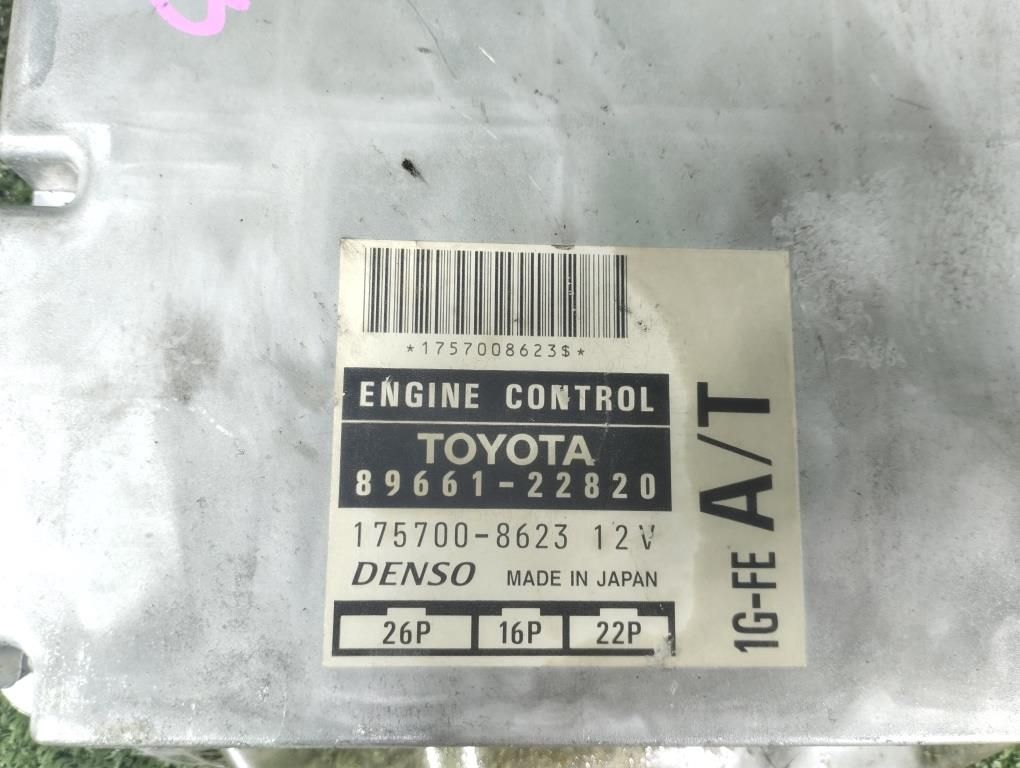 *1757008623$*
ENGINE CONTROL
TOYOTA
89661-22820
175700-8623 12V
DENSO MADE IN JAPAN
26P 16P 22P
1G-FE A/T